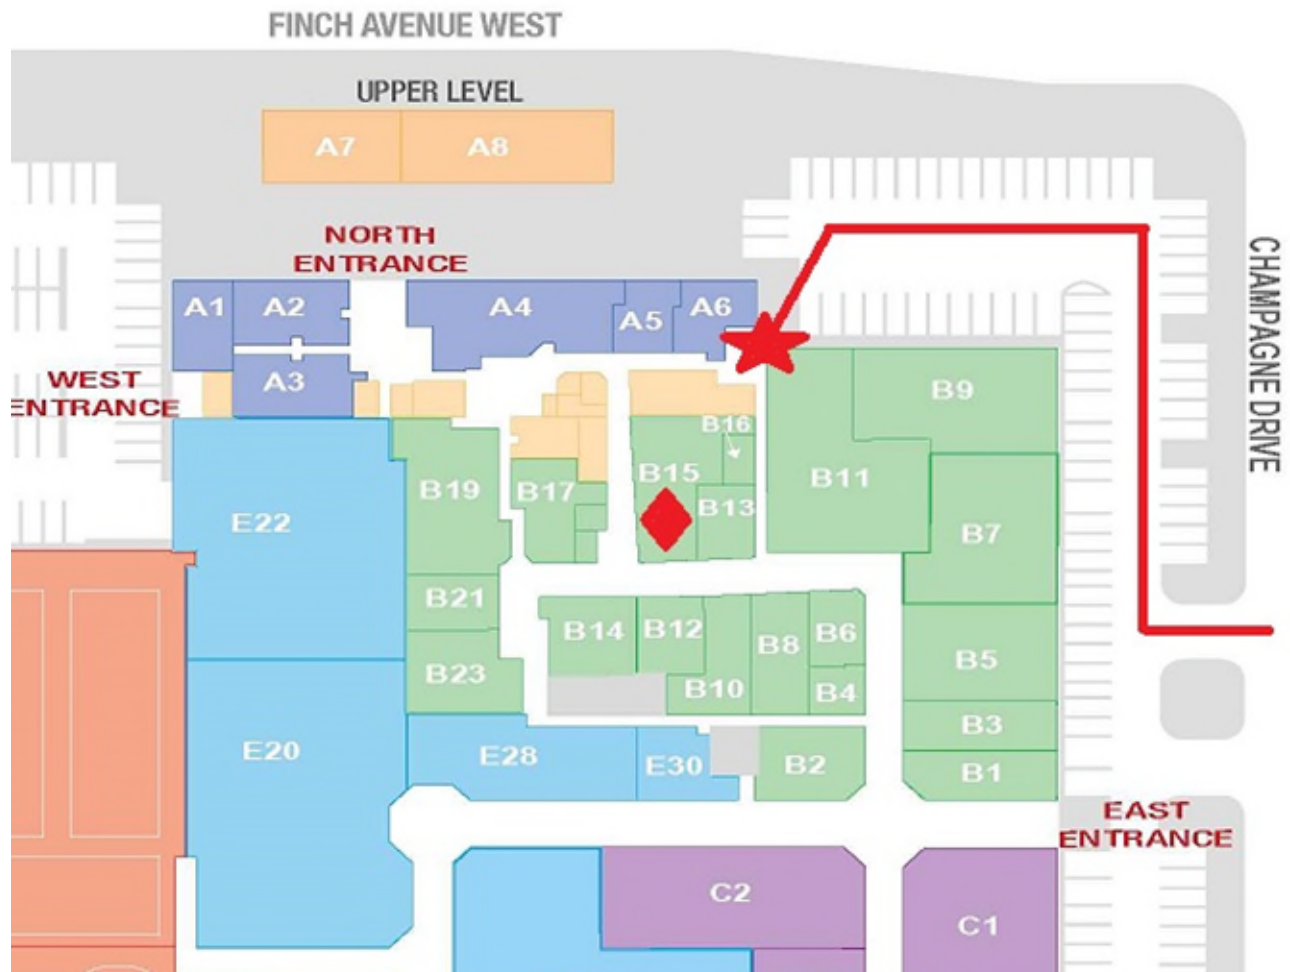 FINCH AVENUE WEST
UPPER LEVEL
A7
A8
NORTH
ENTRANCE
CHAMPAGNE DRIVE
A1
A2
A4
A5
A6
WEST
ENTRANCE
A3
B9
B16
B19
B17
B15
B13
B11
B7
E22
B21
B14
B12
B8
B6
B5
B23
B10
B4
B3
E20
E28
E30
B2
B1
EAST
ENTRANCE
C2
C1